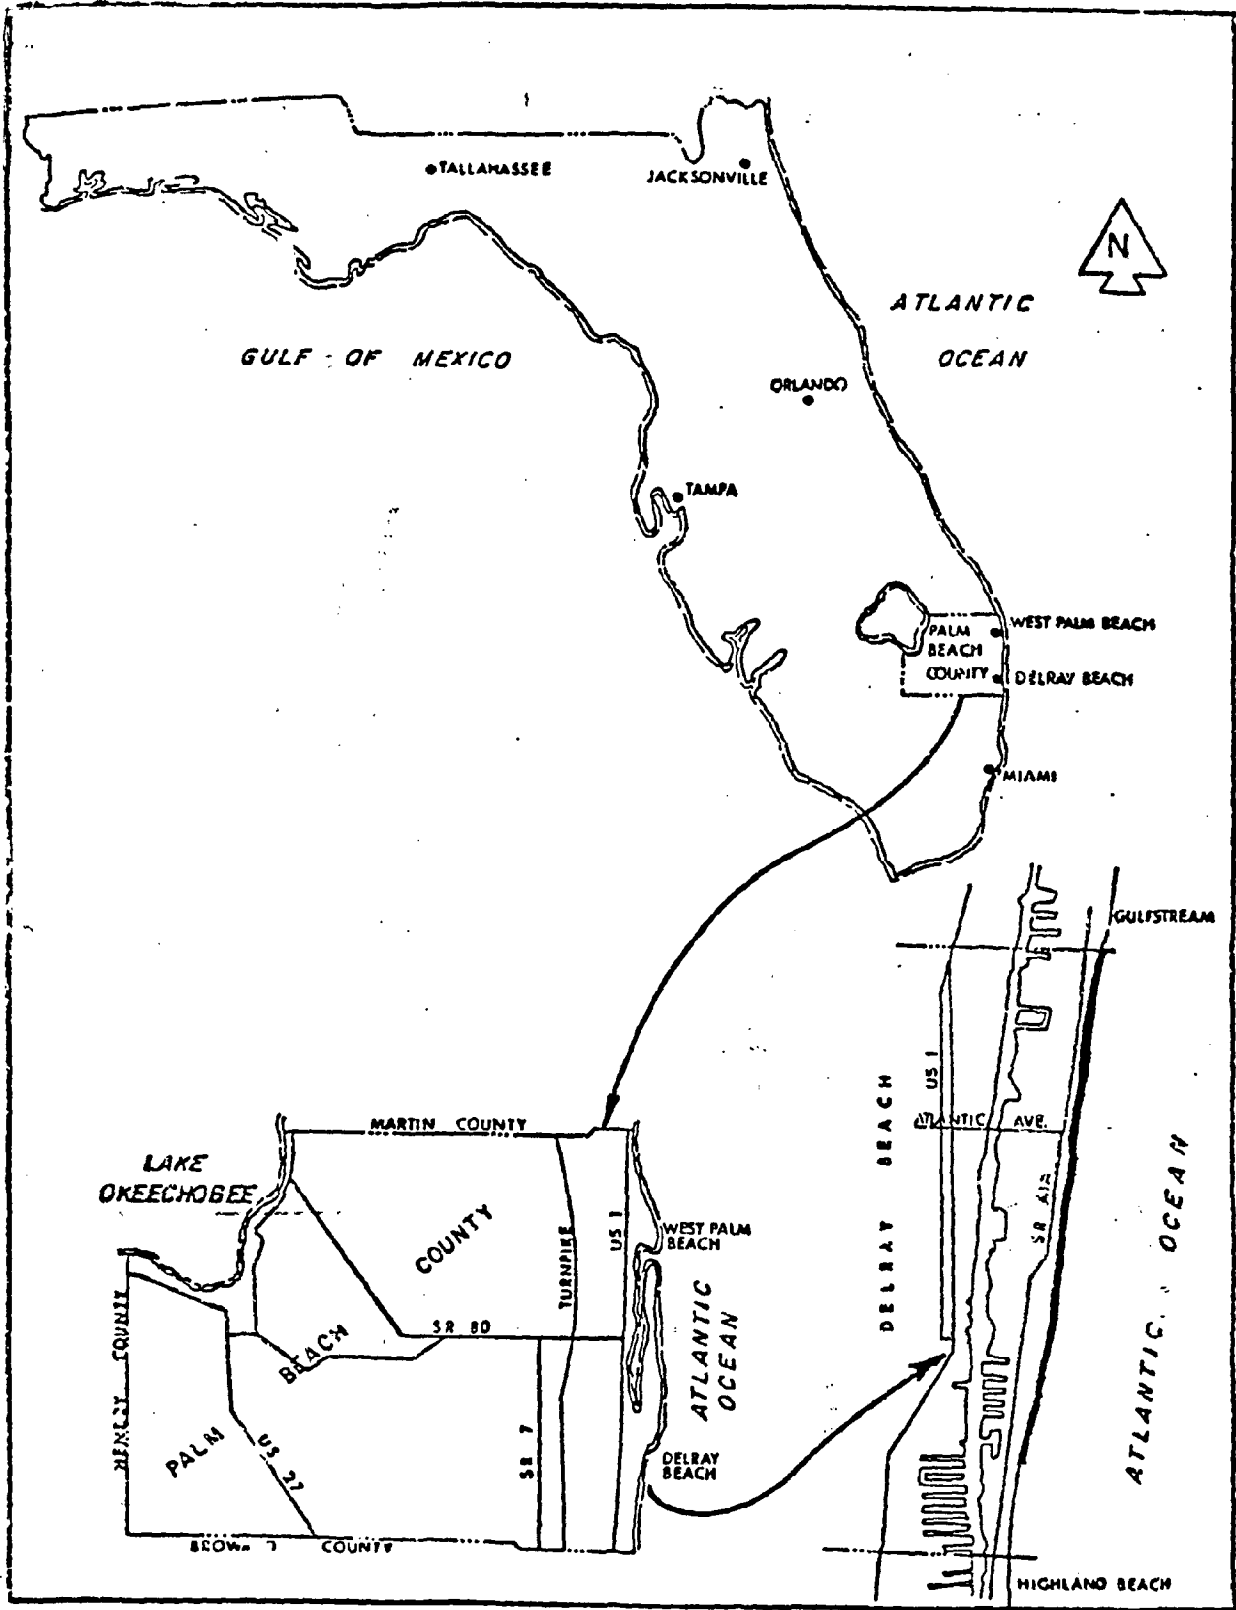 TALLAHASSEE
JACKSONVILLE
N
ATLANTIC
OCEAN
GULF OF MEXICO
ORLANDO
TAMPA
WEST PALM BEACH
PALM
BEACH
COUNTY
DELRAY BEACH
MIAMI
GULFSTREAM
US 1
DELRAY BEACH
ATLANTIC AVE.
SR A1A
ATLANTIC OCEAN
HIGHLAND BEACH
MARTIN COUNTY
LAKE
OKEECHOBEE
COUNTY
TURNPIKE
US 1
WEST PALM
BEACH
HENDRY COUNTY
SR 80
BEACH
ATLANTIC
OCEAN
PALM
US 27
SR 7
DELRAY
BEACH
COUNTY